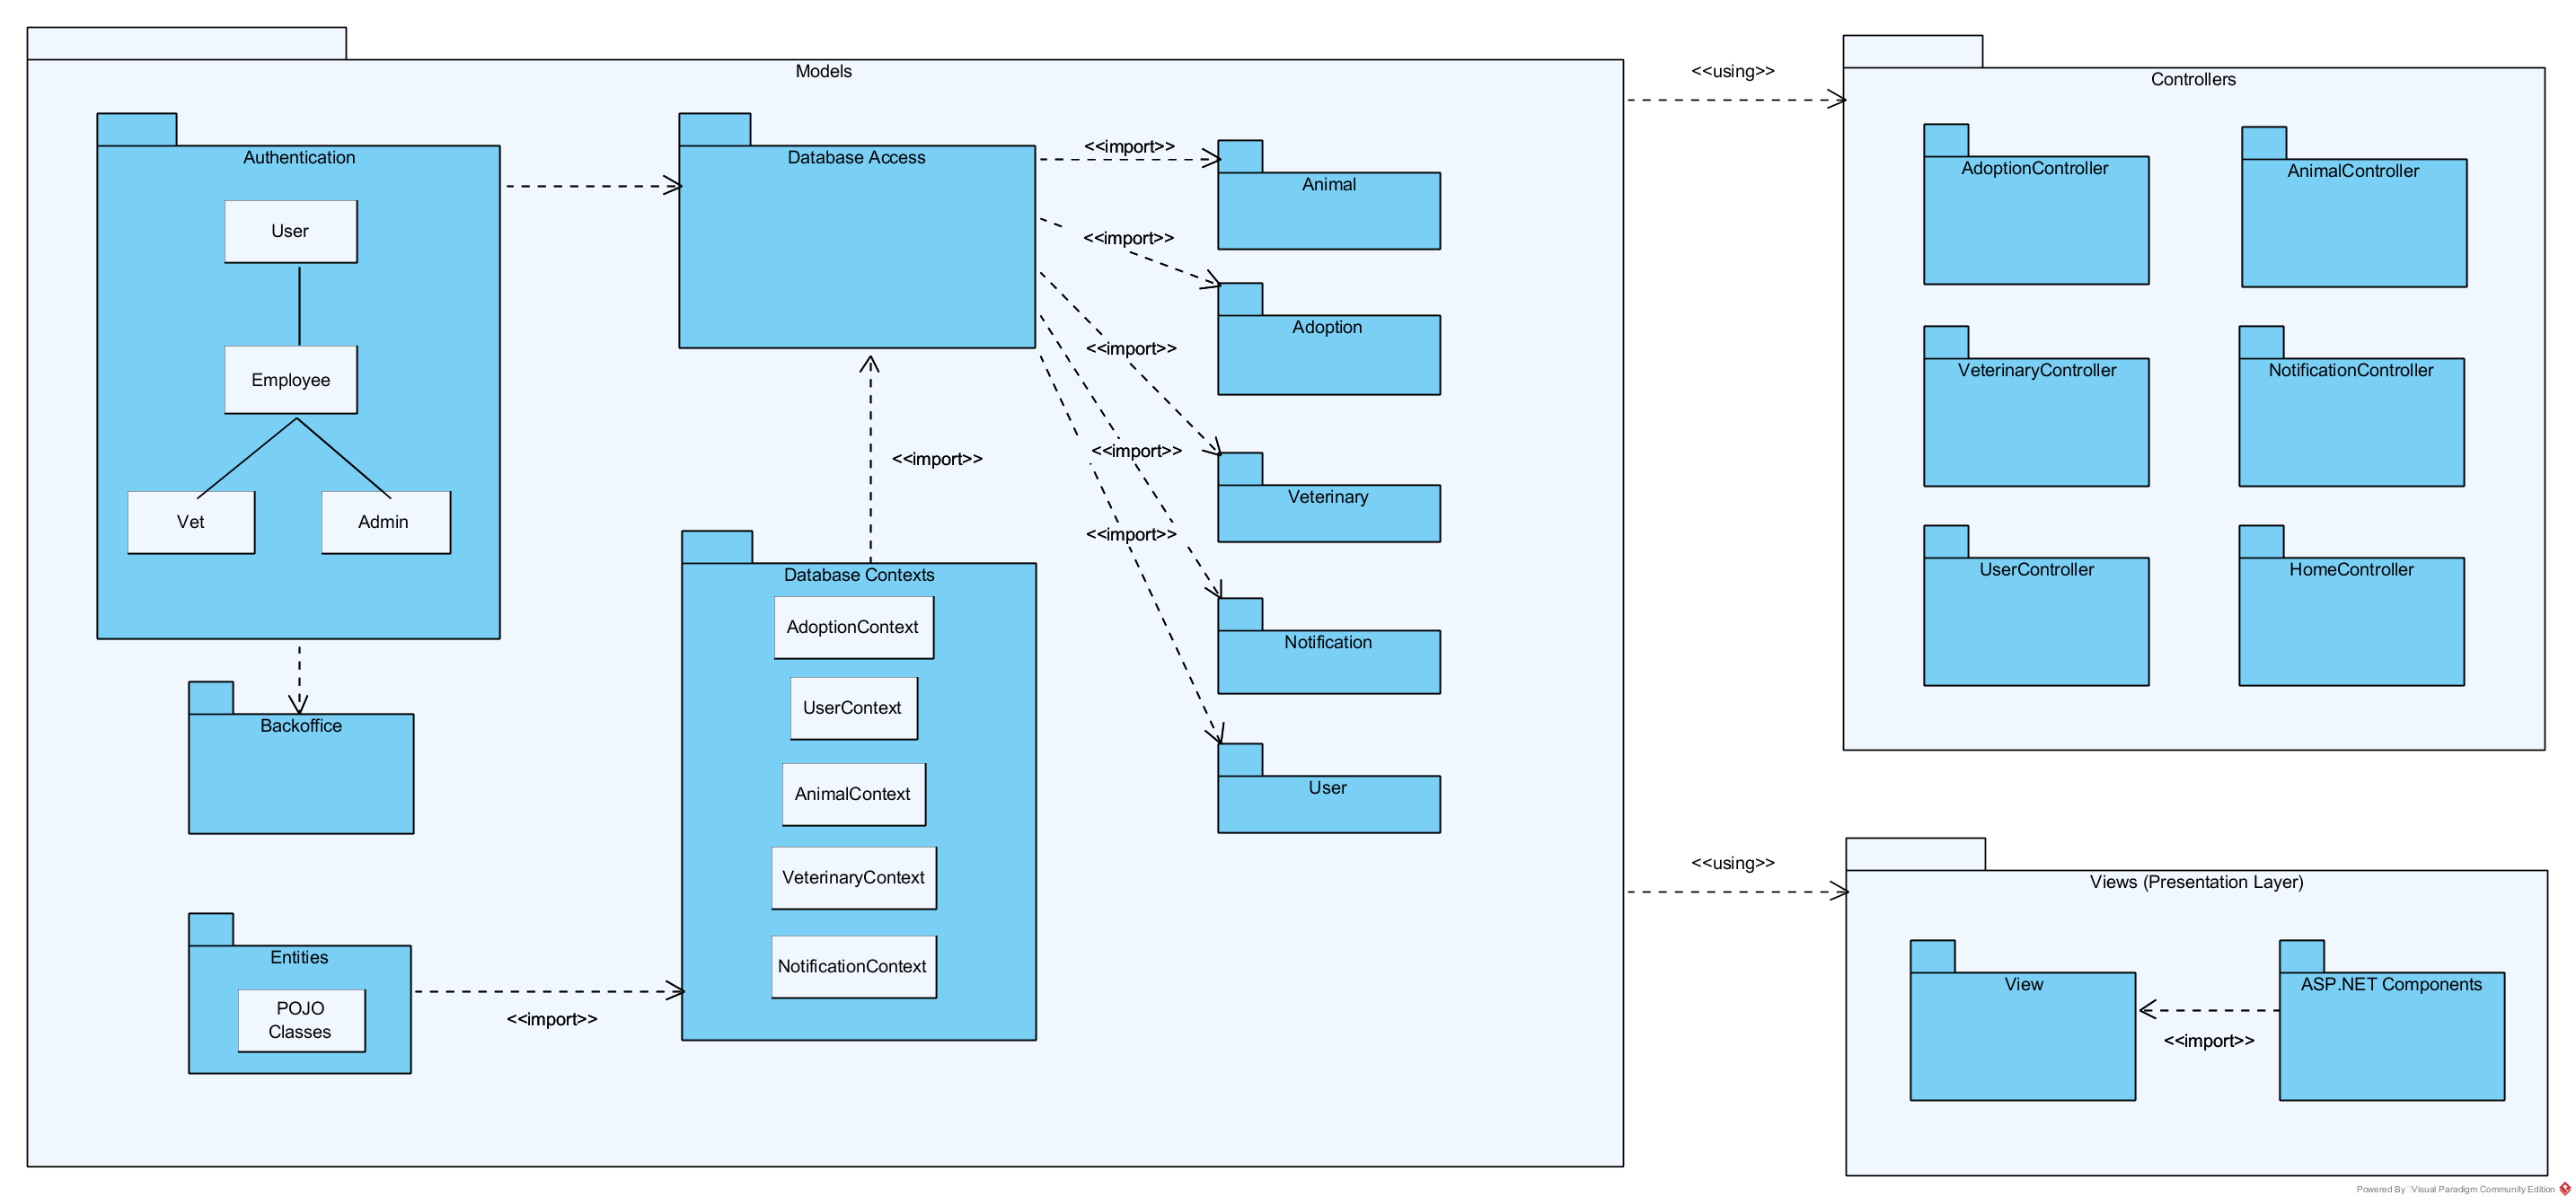 Models
Authentication
User
Employee
Vet
Admin
Backoffice
Entities
POJO
Classes
<<import>>
Database Access
<<import>>
Database Contexts
AdoptionContext
UserContext
AnimalContext
VeterinaryContext
NotificationContext
<<import>>
<<import>>
<<import>>
<<import>>
<<import>>
Animal
Adoption
Veterinary
Notification
User
<<using>>
<<using>>
Controllers
AdoptionController
AnimalController
VeterinaryController
NotificationController
UserController
HomeController
Views (Presentation Layer)
View
<<import>>
ASP.NET Components
Powered By Visual Paradigm Community Edition